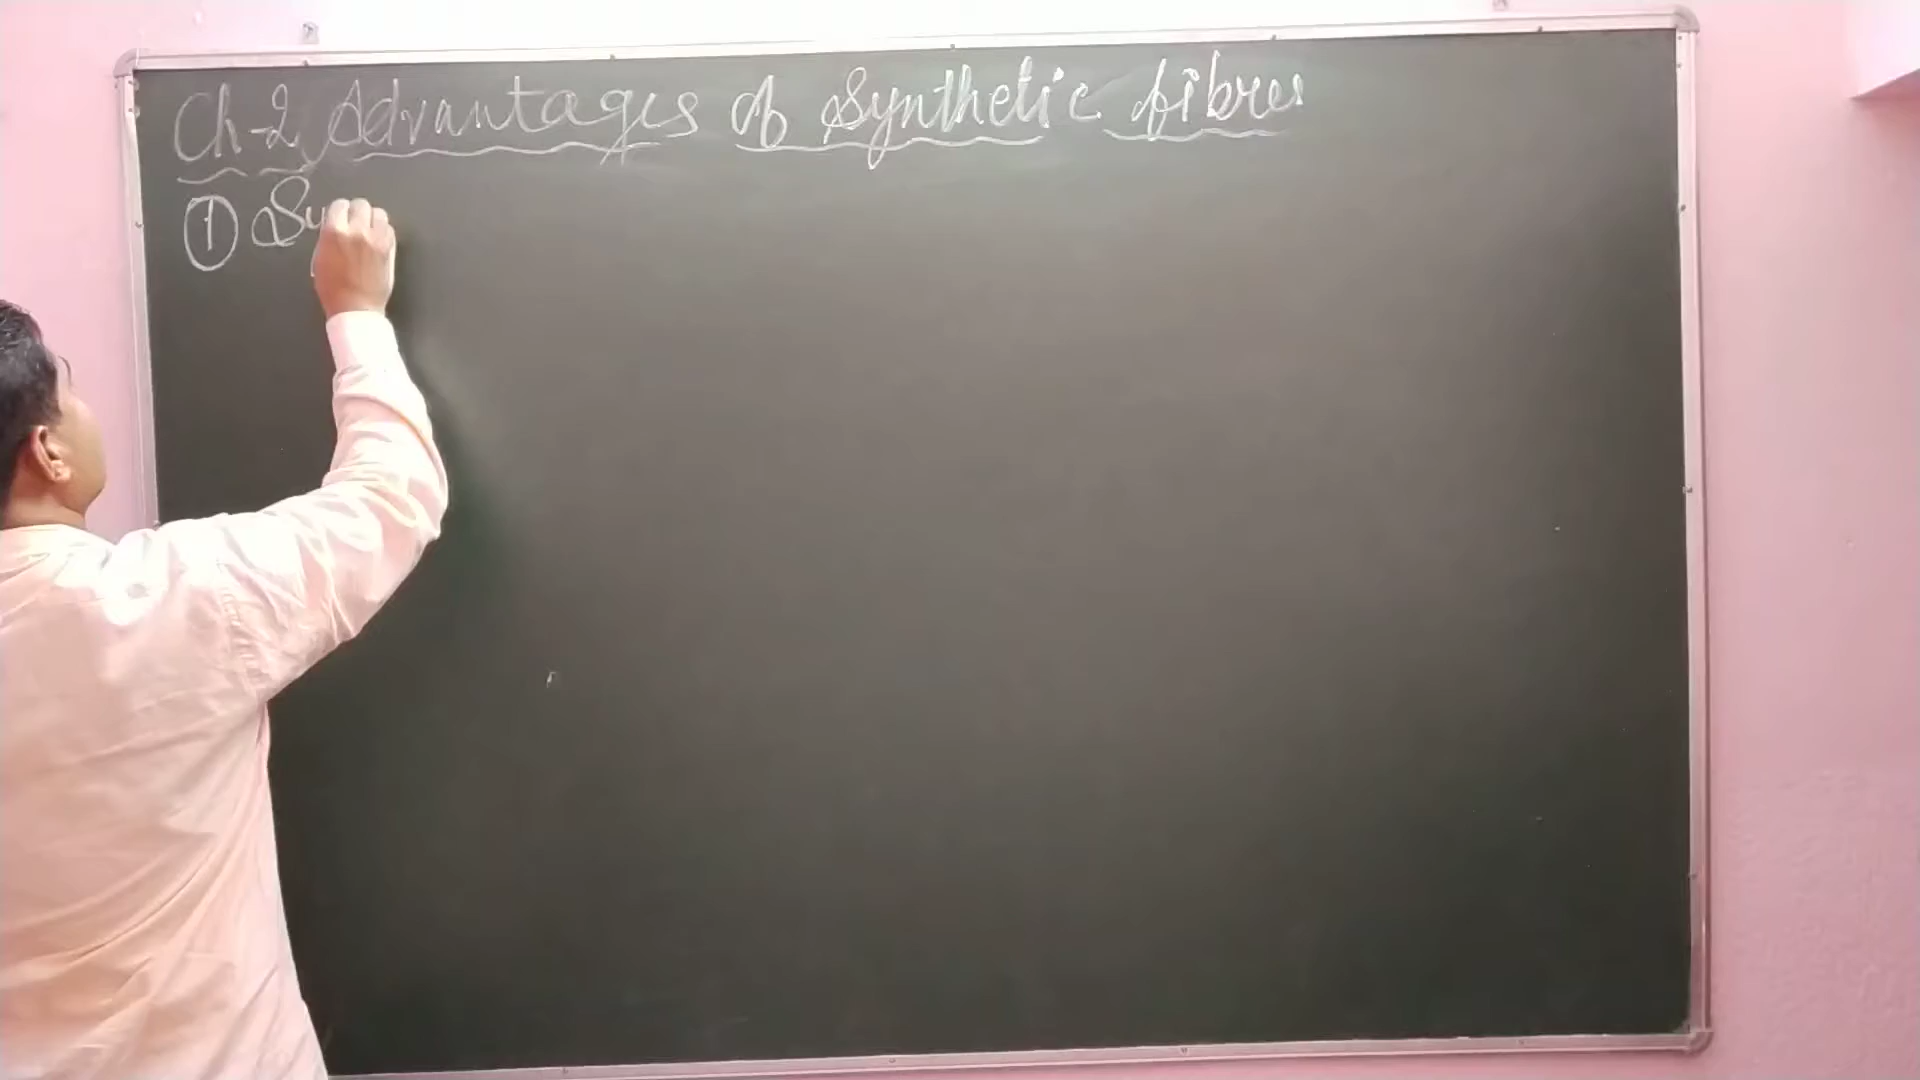 Ch-2, Advantages of Synthetic fibres
① Sy